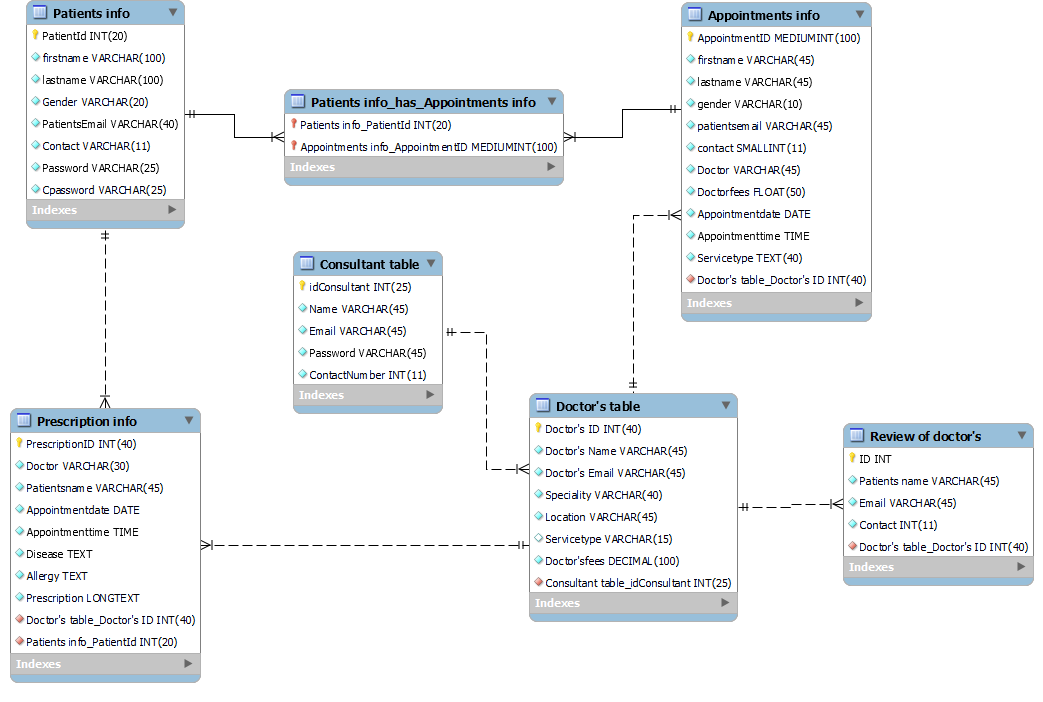 Patients info
PatientId INT(20)
firstname VARCHAR(100)
lastname VARCHAR(100)
Gender VARCHAR(20)
PatientsEmail VARCHAR(40)
Contact VARCHAR(11)
Password VARCHAR(25)
Cpassword VARCHAR(25)
Indexes
Patients info_has_Appointments info
Patients info_PatientId INT(20)
Appointments info_AppointmentID MEDIUMINT(100)
Indexes
Appointments info
AppointmentID MEDIUMINT(100)
firstname VARCHAR(45)
lastname VARCHAR(45)
gender VARCHAR(10)
patientsemail VARCHAR(45)
contact SMALLINT(11)
Doctor VARCHAR(45)
Doctorfees FLOAT(50)
Appointmentdate DATE
Appointmenttime TIME
Servicetype TEXT(40)
Doctor's table_Doctor's ID INT(40)
Indexes
Consultant table
idConsultant INT(25)
Name VARCHAR(45)
Email VARCHAR(45)
Password VARCHAR(45)
ContactNumber INT(11)
Indexes
Prescription info
PrescriptionID INT(40)
Doctor VARCHAR(30)
Patientsname VARCHAR(45)
Appointmentdate DATE
Appointmenttime TIME
Disease TEXT
Allergy TEXT
Prescription LONGTEXT
Doctor's table_Doctor's ID INT(40)
Patients info_PatientId INT(20)
Indexes
Doctor's table
Doctor's ID INT(40)
Doctor's Name VARCHAR(45)
Doctor's Email VARCHAR(45)
Speciality VARCHAR(40)
Location VARCHAR(45)
Servicetype VARCHAR(15)
Doctor'sfees DECIMAL(100)
Consultant table_idConsultant INT(25)
Indexes
Review of doctor's
ID INT
Patients name VARCHAR(45)
Email VARCHAR(45)
Contact INT(11)
Doctor's table_Doctor's ID INT(40)
Indexes